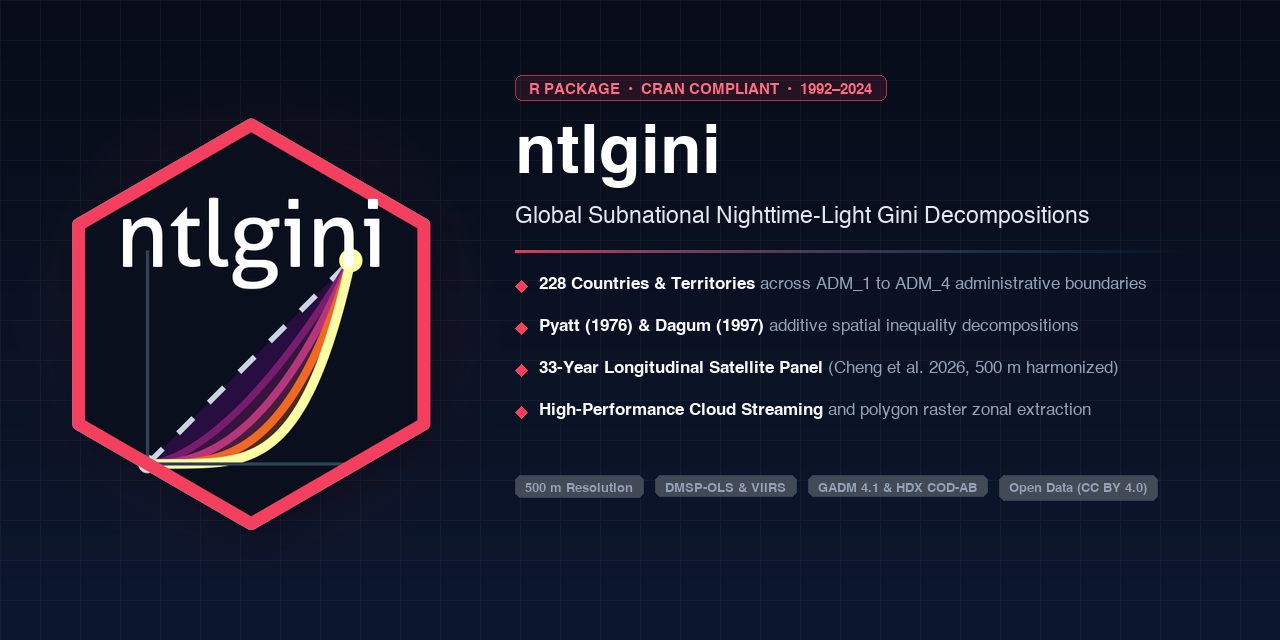 ntlgini
R PACKAGE • CRAN COMPLIANT • 1992–2024
ntlgini
Global Subnational Nighttime-Light Gini Decompositions
228 Countries & Territories across ADM_1 to ADM_4 administrative boundaries
Pyatt (1976) & Dagum (1997) additive spatial inequality decompositions
33-Year Longitudinal Satellite Panel (Cheng et al. 2026, 500 m harmonized)
High-Performance Cloud Streaming and polygon raster zonal extraction
500 m Resolution
DMSP-OLS & VIIRS
GADM 4.1 & HDX COD-AB
Open Data (CC BY 4.0)